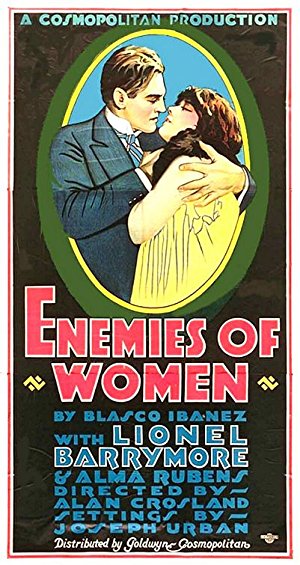 A COSMOPOLITAN PRODUCTION
ENEMIES OF
WOMEN
BY BLASCO IBANEZ
WITH LIONEL
BARRYMORE
& ALMA RUBENS
DIRECTED BY
ALAN CROSLAND
SETTINGS BY
JOSEPH URBAN
Distributed by Goldwyn-Cosmopolitan